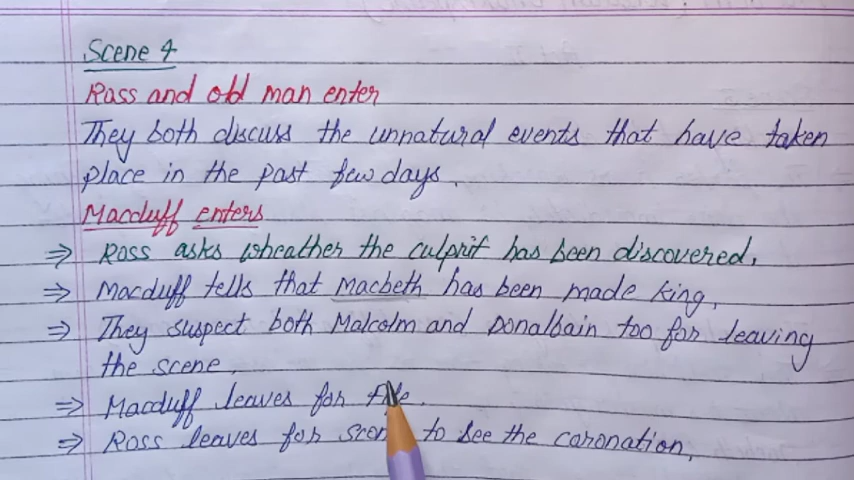 Scene 4
Ross and old man enter
They both discuss the unnatural events that have taken
place in the past few days.
Macduff enters
⇒ Ross asks wheather the culprit has been discovered.
⇒ Macduff tells that Macbeth has been made king.
⇒ They suspect both Malcolm and Donalbain too for leaving
the scene.
⇒ Macduff leaves for
⇒ Ross leaves for to see the coronation.